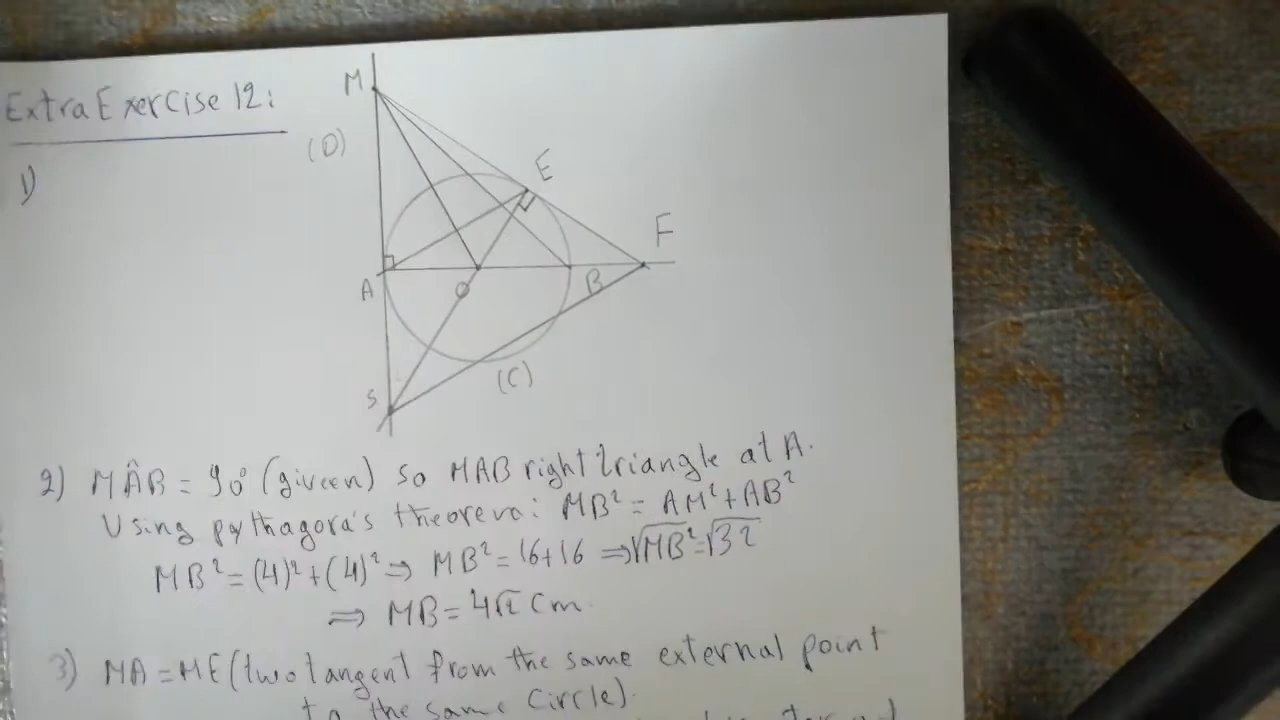 Extra Exercise 12:
1)
M
(D)
E
F
A
O
B
S
(C)
2) MÂB = 90° (giveen) so MAB right triangle at A.
Using pythagora's theorem: MB² = AM² + AB²
MB² = (4)² + (4)² ⇒ MB² = 16+16 ⇒ √MB² = √32
⇒ MB = 4√2 cm.
3) MA = ME (two tangent from the same external point
to the same circle).